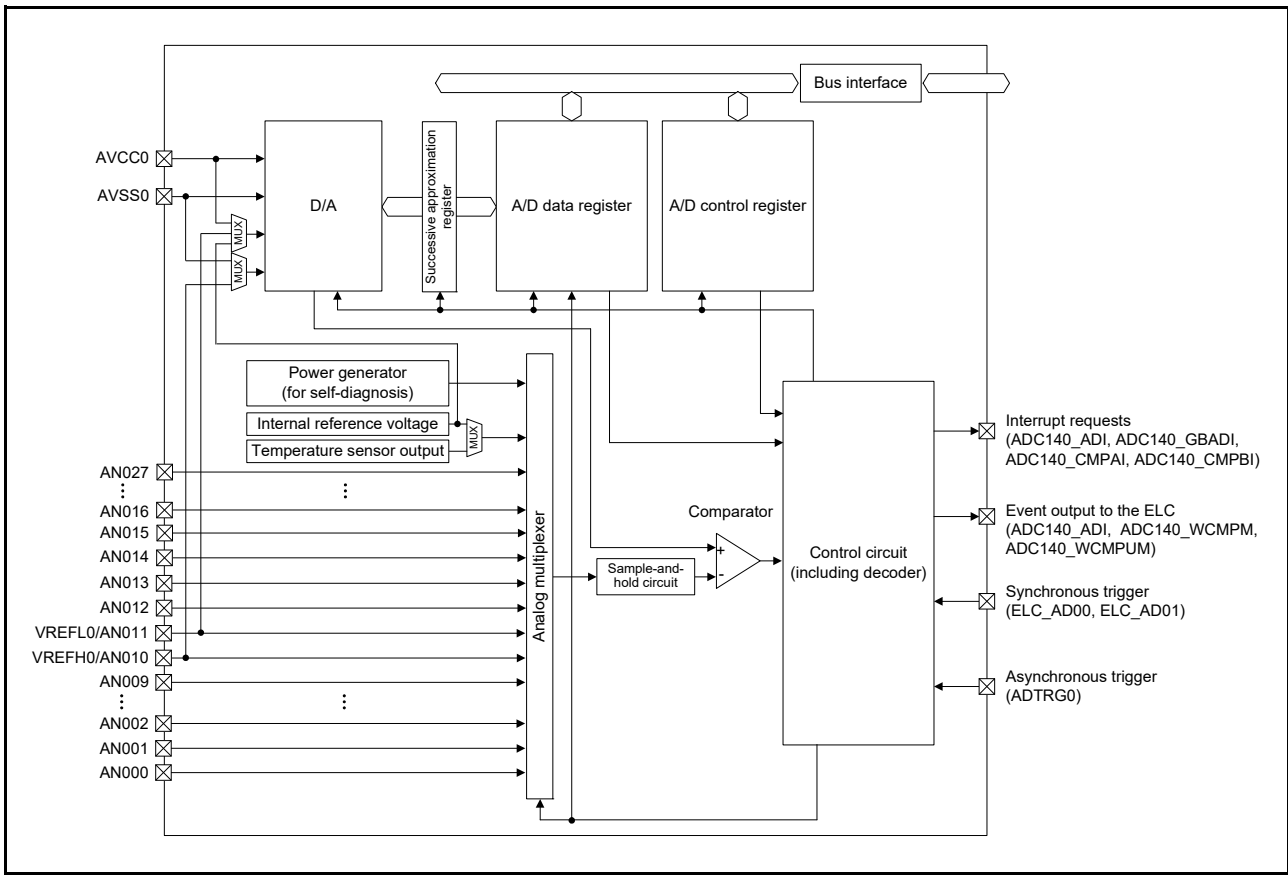 Bus interface
AVCC0
AVSS0
MUX
MUX
D/A
Successive approximation
register
A/D data register
A/D control register
Power generator
(for self-diagnosis)
Internal reference voltage
Temperature sensor output
MUX
AN027
AN016
AN015
AN014
AN013
AN012
VREFL0/AN011
VREFH0/AN010
AN009
AN002
AN001
AN000
Analog multiplexer
Sample-and-
hold circuit
Comparator
+
-
Control circuit
(including decoder)
Interrupt requests
(ADC140_ADI, ADC140_GBADI,
ADC140_CMPAI, ADC140_CMPBI)
Event output to the ELC
(ADC140_ADI, ADC140_WCMPM,
ADC140_WCMPUM)
Synchronous trigger
(ELC_AD00, ELC_AD01)
Asynchronous trigger
(ADTRG0)